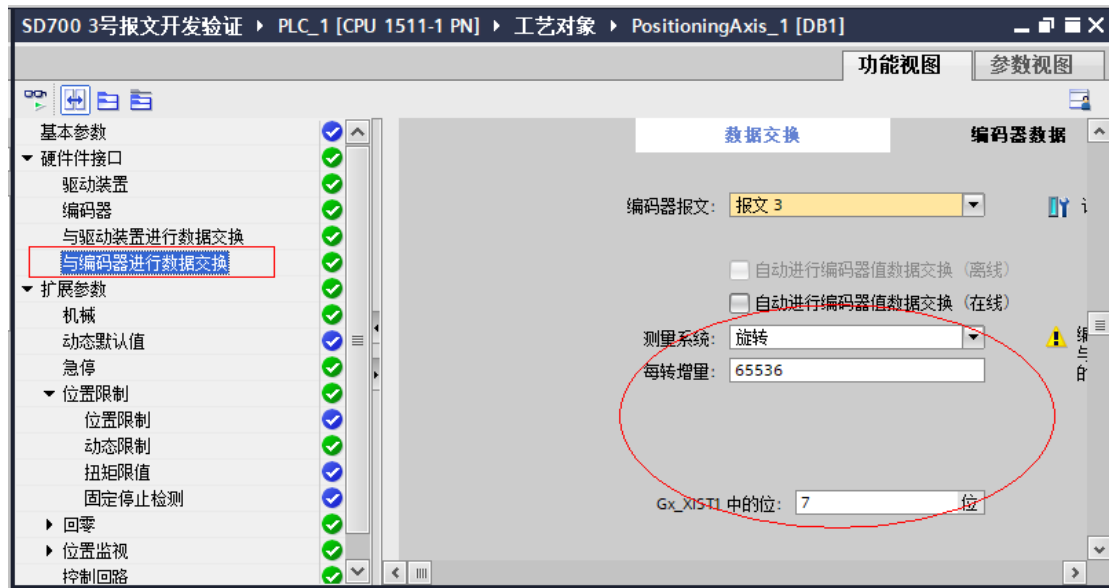 SD700 3号报文开发验证 ▸ PLC_1 [CPU 1511-1 PN] ▸ 工艺对象 ▸ PositioningAxis_1 [DB1]
功能视图 参数视图
基本参数
硬件件接口
驱动装置
编码器
与驱动装置进行数据交换
与编码器进行数据交换
扩展参数
机械
动态默认值
急停
位置限制
位置限制
动态限制
扭矩限值
固定停止检测
回零
位置监视
控制回路
数据交换 编码器数据
编码器报文: 报文 3
自动进行编码器值数据交换 (离线)
自动进行编码器值数据交换 (在线)
测里系统: 旋转
每转增里: 65536
与
的
Gx_XIST1 中的位: 7 位